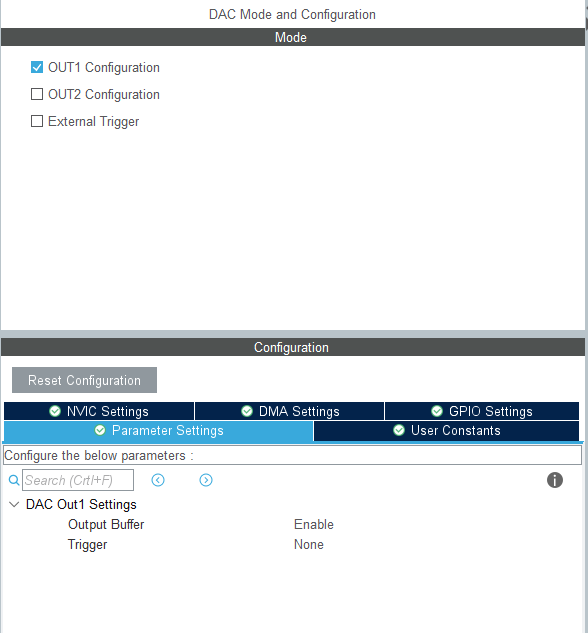 DAC Mode and Configuration
Mode
OUT1 Configuration
OUT2 Configuration
External Trigger
Configuration
Reset Configuration
NVIC Settings DMA Settings GPIO Settings
Parameter Settings User Constants
Configure the below parameters :
Search (Crtl+F)
DAC Out1 Settings
Output Buffer Enable
Trigger None